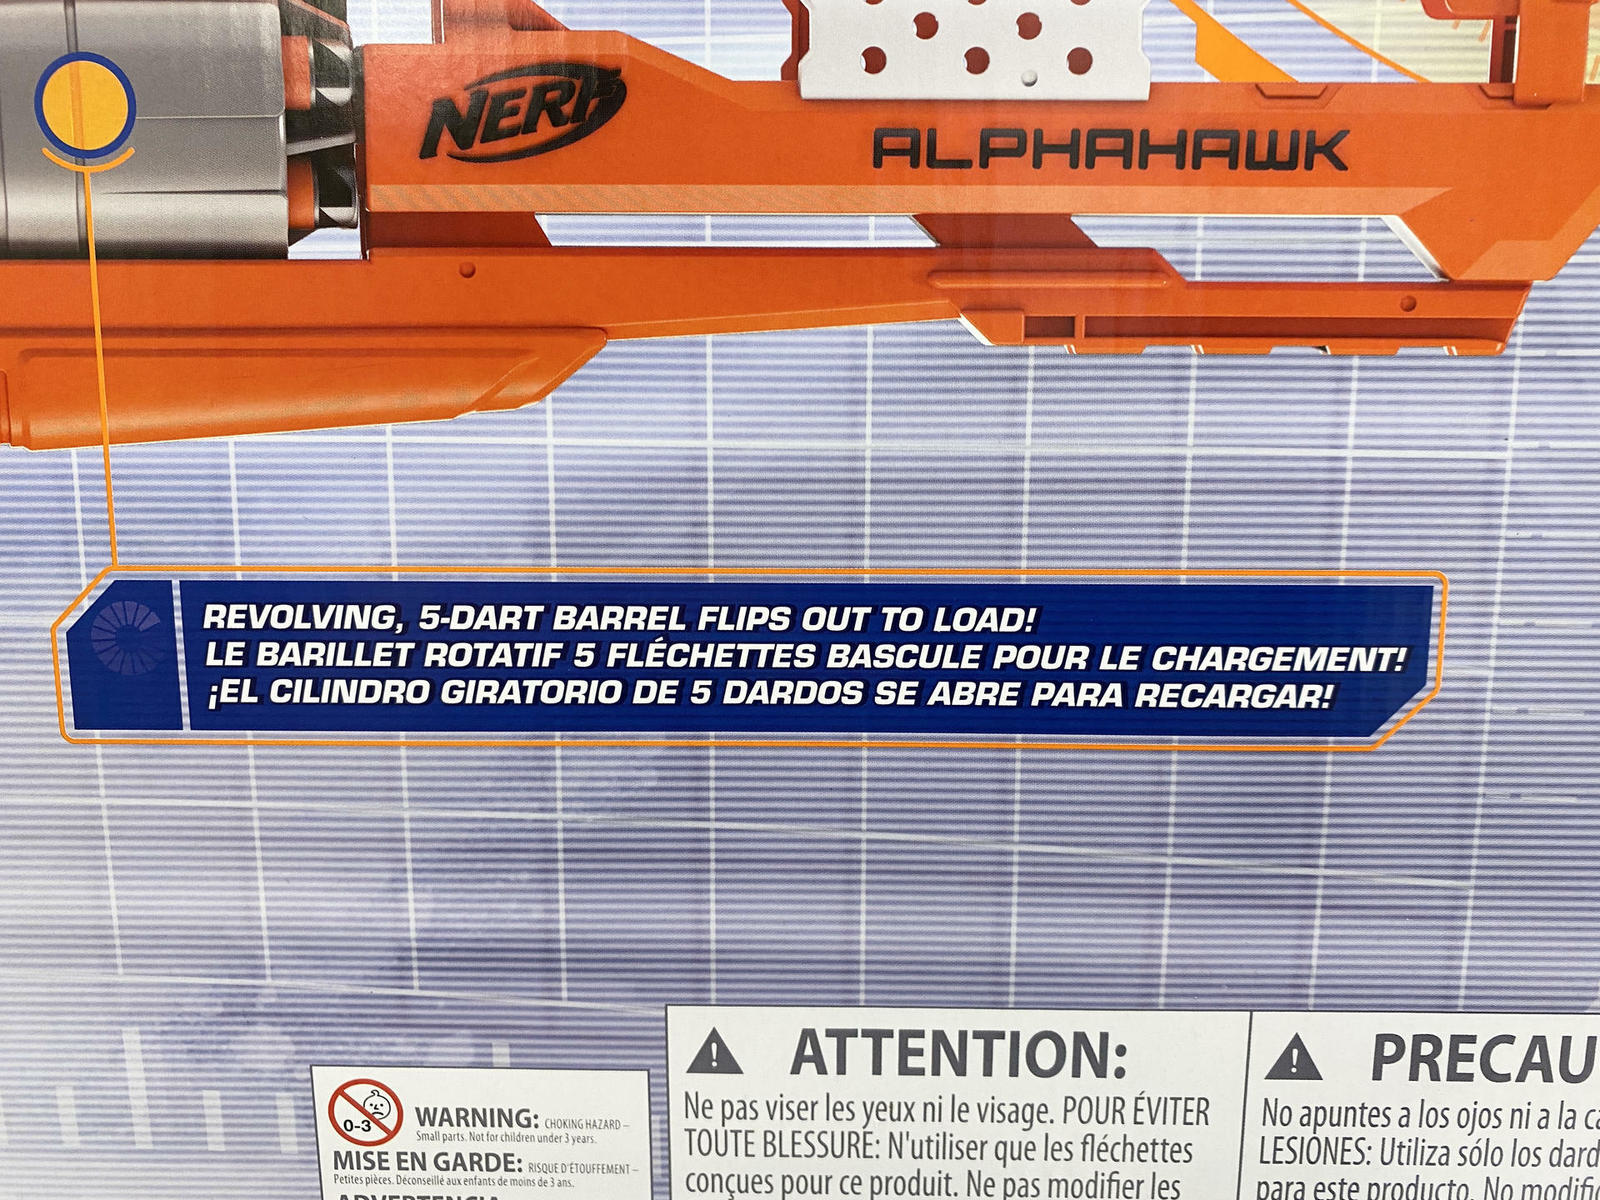 NERF
ALPHAHAWK
REVOLVING, 5-DART BARREL FLIPS OUT TO LOAD!
LE BARILLET ROTATIF 5 FLÉCHETTES BASCULE POUR LE CHARGEMENT!
¡EL CILINDRO GIRATORIO DE 5 DARDOS SE ABRE PARA RECARGAR!
0-3
WARNING: CHOKING HAZARD –
Small parts. Not for children under 3 years.
MISE EN GARDE: RISQUE D'ÉTOUFFEMENT –
Petites pièces. Déconseillé aux enfants de moins de 3 ans.
ADVERTENCIA
ATTENTION:
Ne pas viser les yeux ni le visage. POUR ÉVITER
TOUTE BLESSURE: N'utiliser que les fléchettes
conçues pour ce produit. Ne pas modifier les
PRECAU
No apuntes a los ojos ni a la ca
LESIONES: Utiliza sólo los dard
para este producto. No modifi